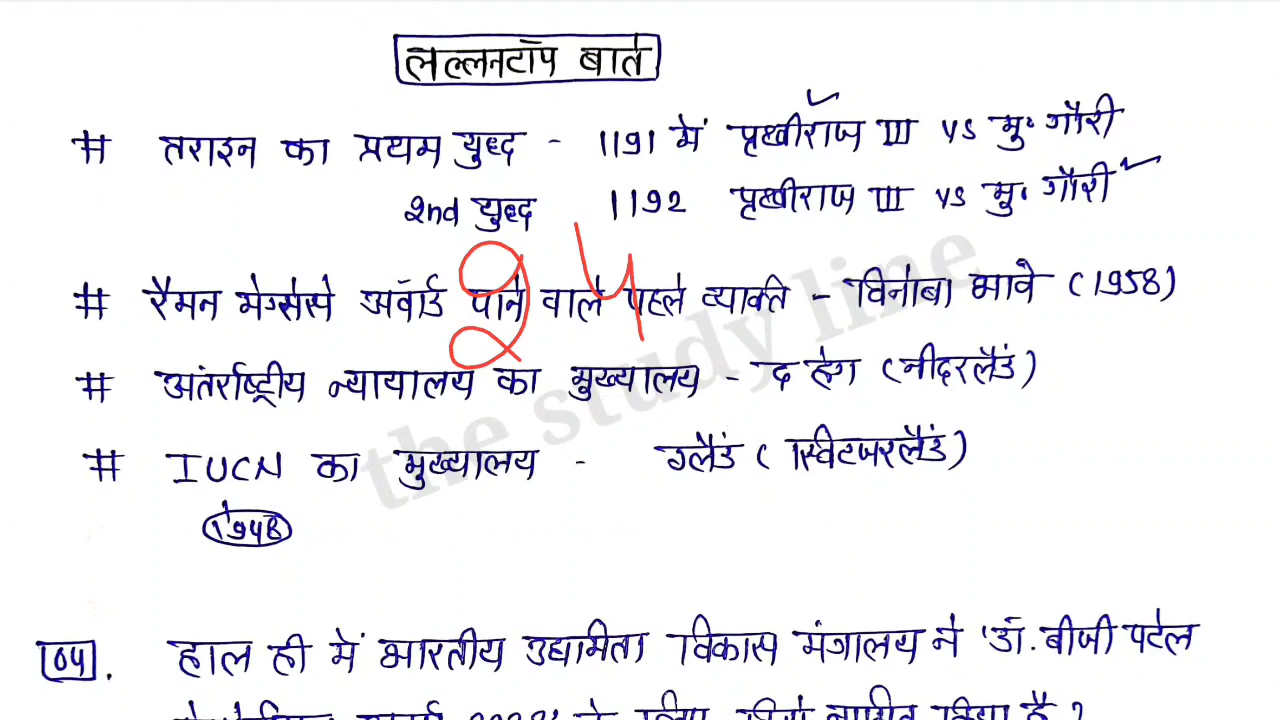 लल्लनटॉप बातें
# तराइन का प्रथम युद्ध - 1191 में पृथ्वीराज III vs मु. गौरी
2nd युद्ध 1192 पृथ्वीराज III vs मु. गौरी
# रैमन मेग्सेसे अवॉर्ड पाने वाले पहले व्यक्ति - विनोबा भावे (1958)
24
# अंतर्राष्ट्रीय न्यायालय का मुख्यालय - द हेग (नीदरलैंड)
# IUCN का मुख्यालय - ग्लैंड (स्विटजरलैंड)
1948
the study line
04. हाल ही में भारतीय उद्यमिता विकास मंत्रालय ने 'डॉ. बीजी पटेल